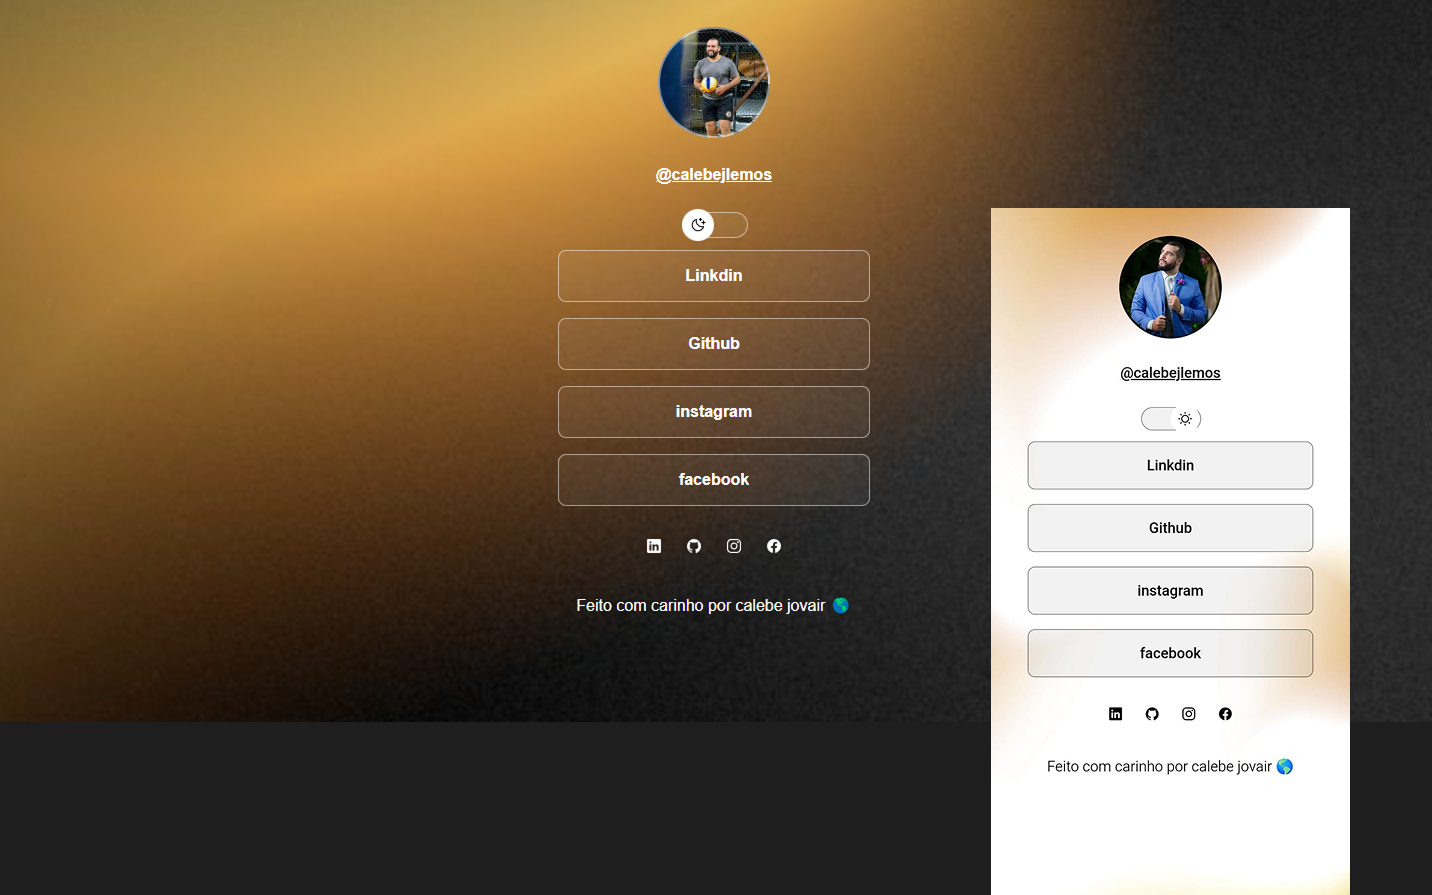 @calebejlemos
Linkdin
Github
instagram
facebook
Feito com carinho por calebe jovair 🌎
@calebejlemos
Linkdin
Github
instagram
facebook
Feito com carinho por calebe jovair 🌎